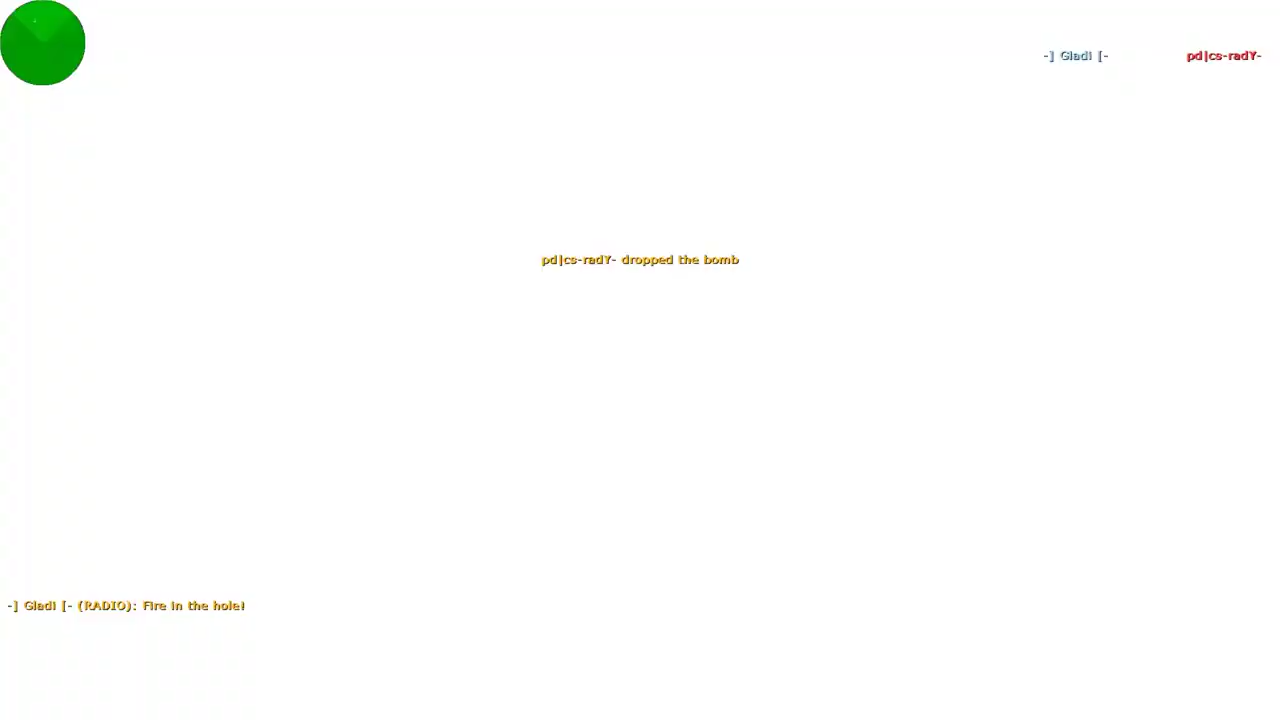 -] Gladi [- pd|cs-radY-
pd|cs-radY- dropped the bomb
-] Gladi [- (RADIO): Fire in the hole!